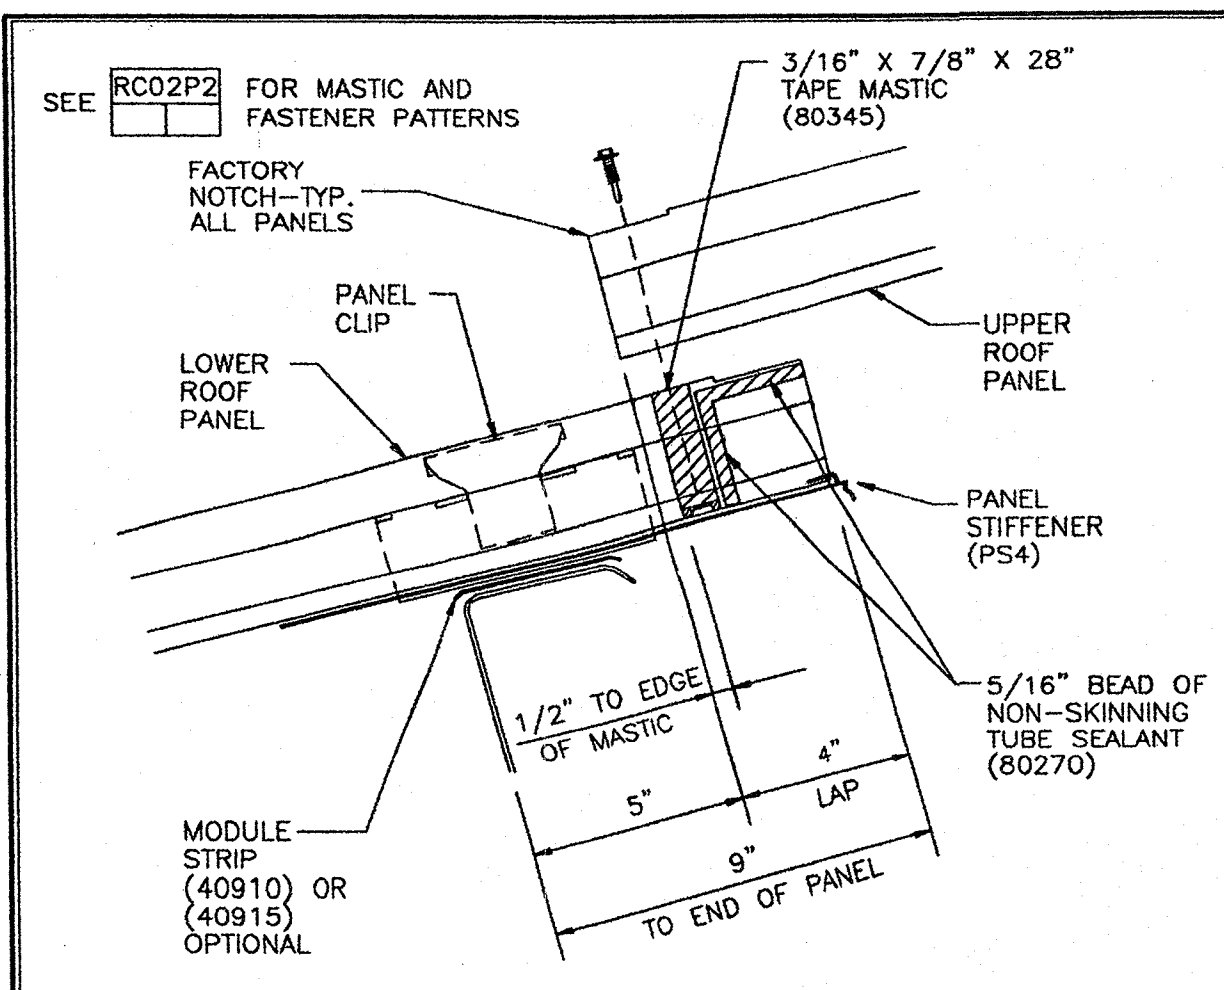 3/16" X 7/8" X 28"
TAPE MASTIC
(80345)
SEE RC02P2 FOR MASTIC AND
FASTENER PATTERNS
FACTORY
NOTCH-TYP.
ALL PANELS
PANEL
CLIP
LOWER
ROOF
PANEL
UPPER
ROOF
PANEL
PANEL
STIFFENER
(PS4)
5/16" BEAD OF
NON-SKINNING
TUBE SEALANT
(80270)
1/2" TO EDGE
OF MASTIC
5"
4"
LAP
9"
TO END OF PANEL
MODULE
STRIP
(40910) OR
(40915)
OPTIONAL